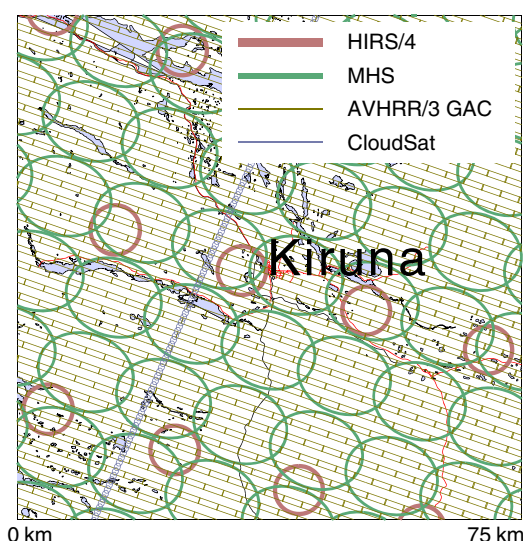 HIRS/4
MHS
AVHRR/3 GAC
CloudSat
Kiruna
0 km
75 km